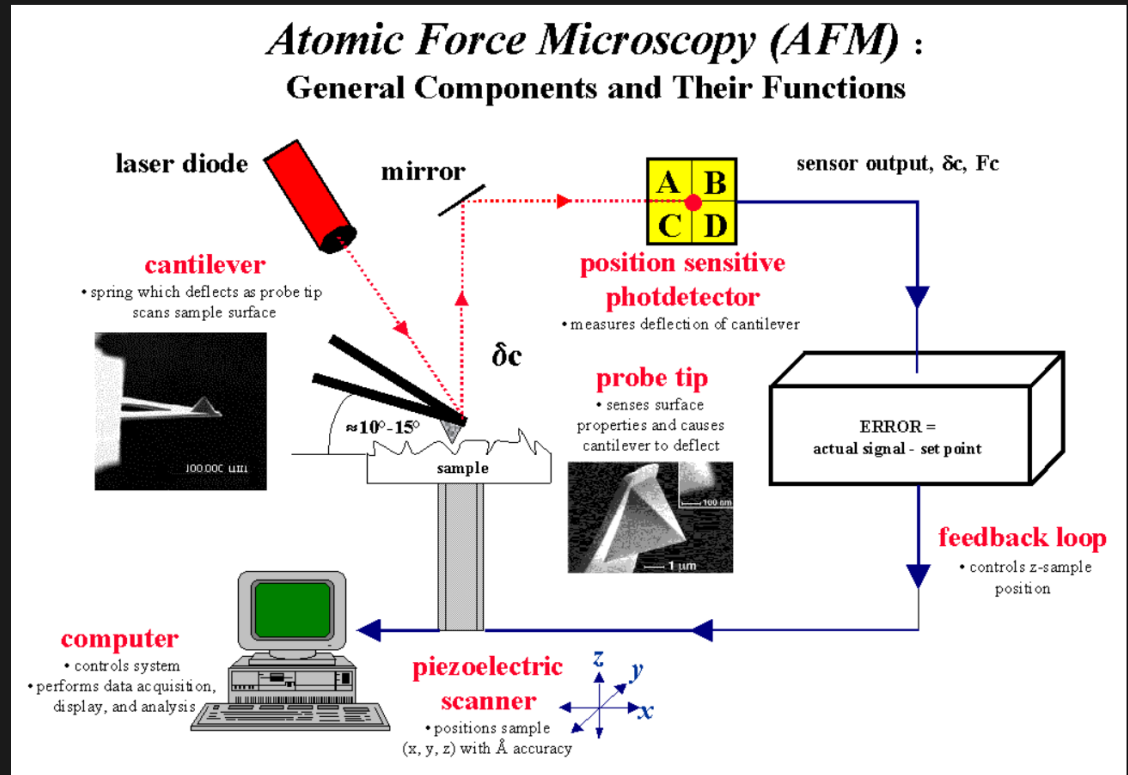 Atomic Force Microscopy (AFM) :
General Components and Their Functions
laser diode
mirror
A B
C D
sensor output, δc, Fc
cantilever
• spring which deflects as probe tip
scans sample surface
100.000 µm
position sensitive
photdetector
• measures deflection of cantilever
δc
≈10°-15°
sample
probe tip
• senses surface
properties and causes
cantilever to deflect
100 nm
1 µm
ERROR =
actual signal - set point
feedback loop
• controls z-sample
position
computer
• controls system
• performs data acquisition,
display, and analysis
piezoelectric
scanner
• positions sample
(x, y, z) with Å accuracy
z
y
x